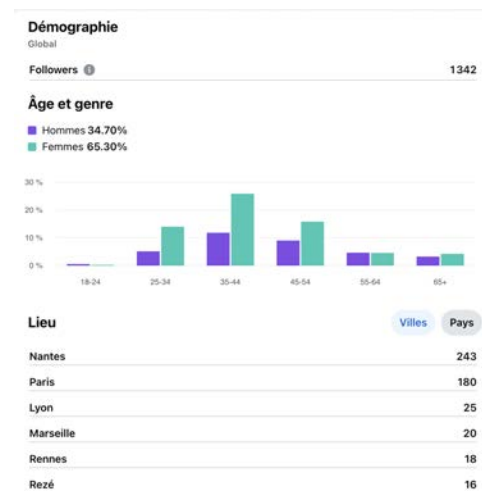 Démographie
Global
Followers 1342
Âge et genre
Hommes 34.70%
Femmes 65.30%
30 %
20 %
10 %
0 %
18-24 25-34 35-44 45-54 55-64 65+
Lieu Villes Pays
Nantes 243
Paris 180
Lyon 25
Marseille 20
Rennes 18
Rezé 16